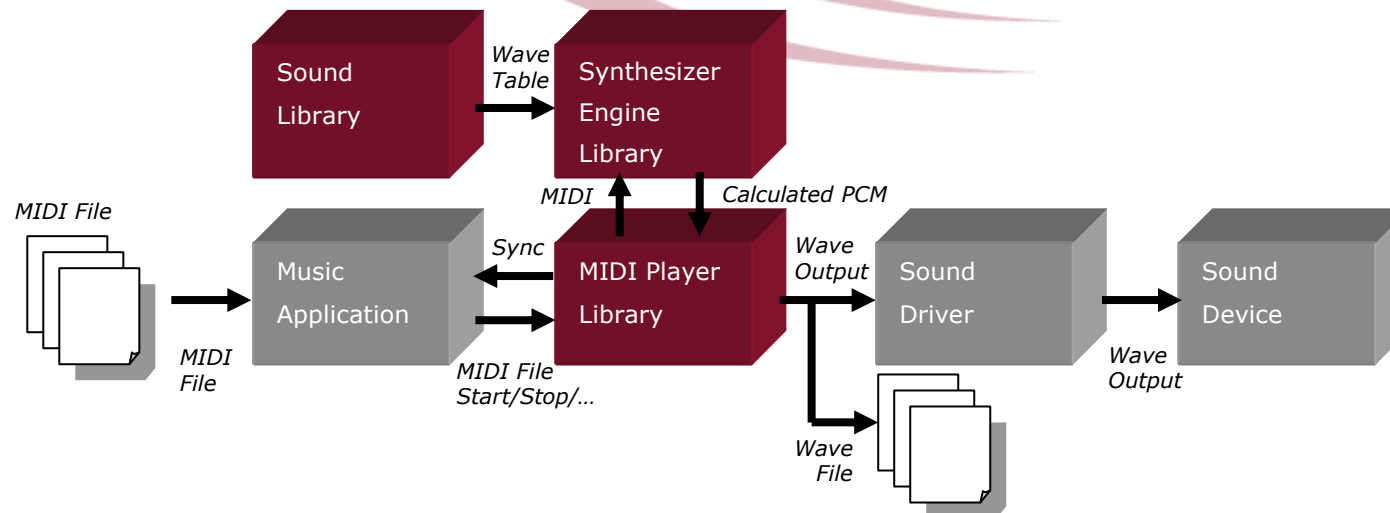 Sound
Library
Wave
Table
Synthesizer
Engine
Library
MIDI
Calculated PCM
MIDI File
MIDI
File
Music
Application
Sync
MIDI File
Start/Stop/...
MIDI Player
Library
Wave
Output
Sound
Driver
Wave
Output
Sound
Device
Wave
File